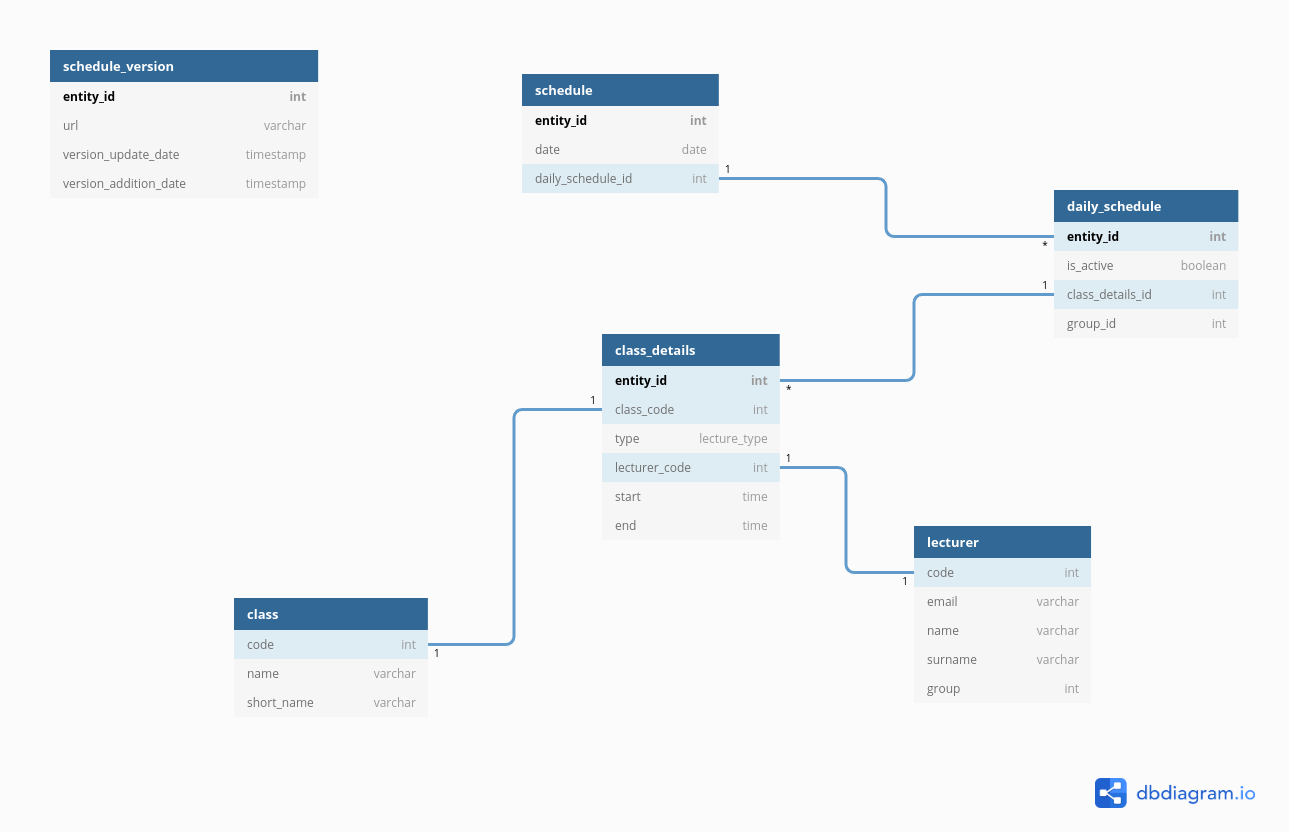 schedule_version
entity_id int
url varchar
version_update_date timestamp
version_addition_date timestamp
schedule
entity_id int
date date
daily_schedule_id int
1
daily_schedule
entity_id int
is_active boolean
class_details_id int
group_id int
*
1
class_details
entity_id int
class_code int
type lecture_type
lecturer_code int
start time
end time
*
1
1
lecturer
code int
email varchar
name varchar
surname varchar
group int
1
class
code int
name varchar
short_name varchar
1
dbdiagram.io